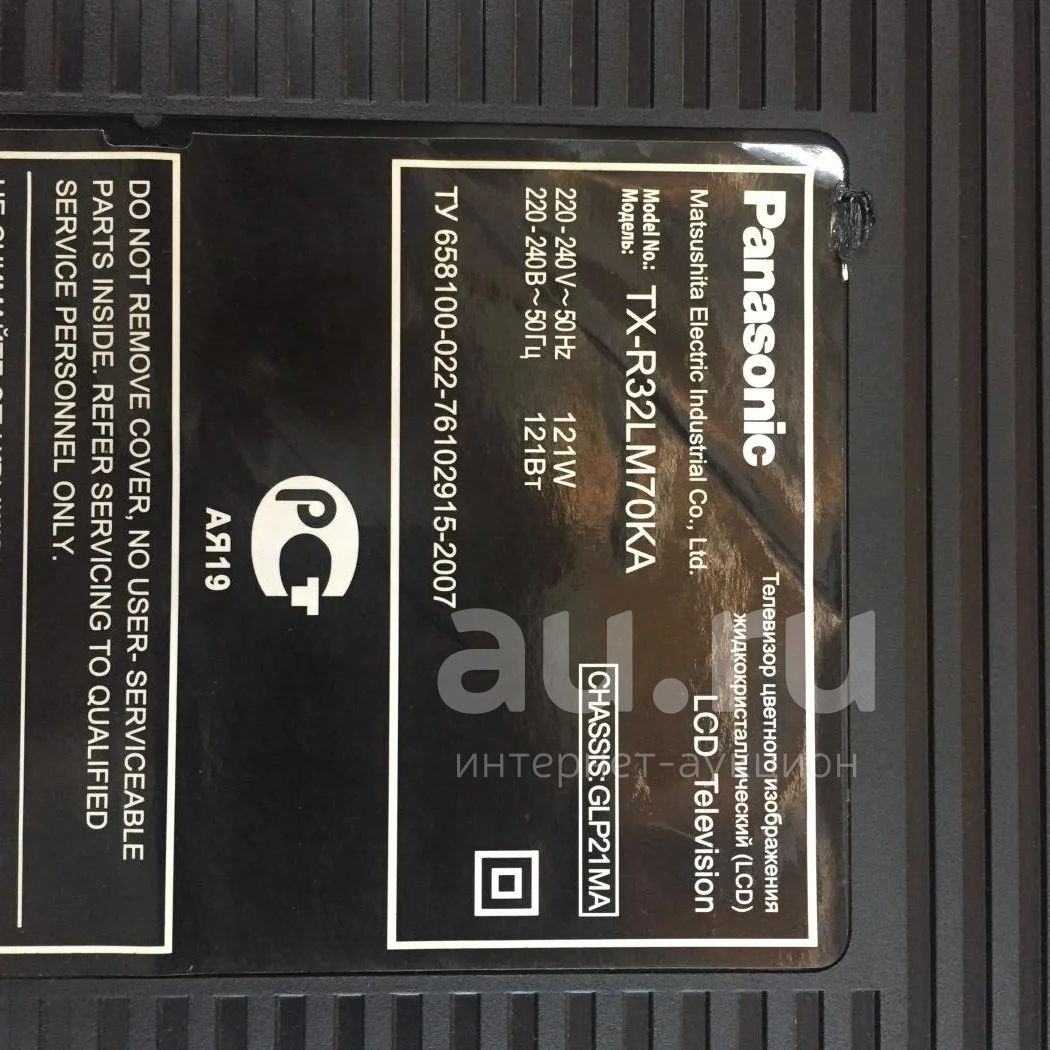 Panasonic
Телевизор цветного изображения
жидкокристаллический (LCD)
Matsushita Electric Industrial Co., Ltd.
LCD Television
Model No.:
Модель:
TX-R32LM70KA
220-240V~50Hz 121W
220-240В~50Гц 121Вт
CHASSIS:GLP21MA
ТУ 658100-022-76102915-2007
РСТ
АЯ19
DO NOT REMOVE COVER, NO USER- SERVICEABLE
PARTS INSIDE. REFER SERVICING TO QUALIFIED
SERVICE PERSONNEL ONLY.
au.ru
интернет-аукцион